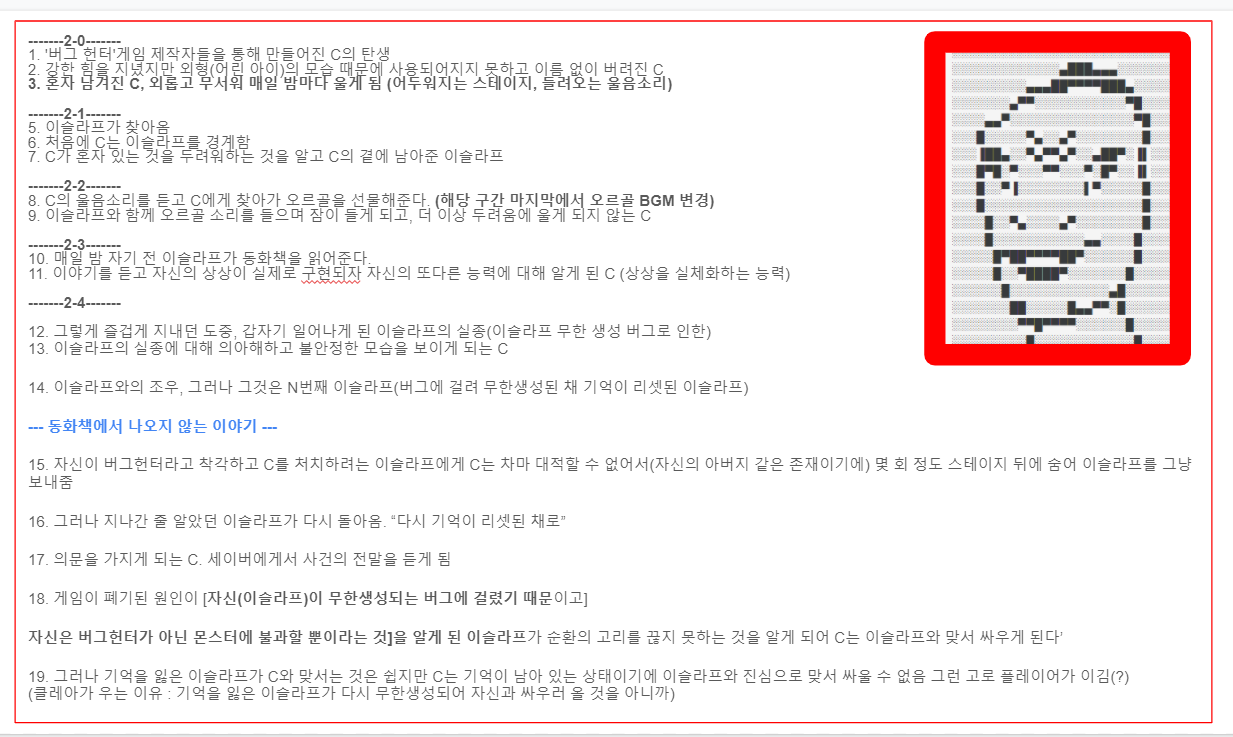 -------2-0-------
1. '버그 헌터'게임 제작자들을 통해 만들어진 C의 탄생
2. 강한 힘을 지녔지만 외형(어린 아이)의 모습 때문에 사용되어지지 못하고 이름 없이 버려진 C
3. 혼자 남겨진 C, 외롭고 무서워 매일 밤마다 울게 됨 (어두워지는 스테이지, 들려오는 울음소리)
-------2-1-------
5. 이슬라프가 찾아옴
6. 처음에 C는 이슬라프를 경계함
7. C가 혼자 있는 것을 두려워하는 것을 알고 C의 곁에 남아준 이슬라프
-------2-2-------
8. C의 울음소리를 듣고 C에게 찾아가 오르골을 선물해준다. (해당 구간 마지막에서 오르골 BGM 변경)
9. 이슬라프와 함께 오르골 소리를 들으며 잠이 들게 되고, 더 이상 두려움에 울게 되지 않는 C
-------2-3-------
10. 매일 밤 자기 전 이슬라프가 동화책을 읽어준다.
11. 이야기를 듣고 자신의 상상이 실제로 구현되자 자신의 또다른 능력에 대해 알게 된 C (상상을 실체화하는 능력)
-------2-4-------
12. 그렇게 즐겁게 지내던 도중, 갑자기 일어나게 된 이슬라프의 실종(이슬라프 무한 생성 버그로 인한)
13. 이슬라프의 실종에 대해 의아해하고 불안정한 모습을 보이게 되는 C
14. 이슬라프와의 조우, 그러나 그것은 N번째 이슬라프(버그에 걸려 무한생성된 채 기억이 리셋된 이슬라프)
--- 동화책에서 나오지 않는 이야기 ---
15. 자신이 버그헌터라고 착각하고 C를 처치하려는 이슬라프에게 C는 차마 대적할 수 없어서(자신의 아버지 같은 존재이기에) 몇 회 정도 스테이지 뒤에 숨어 이슬라프를 그냥
보내줌
16. 그러나 지나간 줄 알았던 이슬라프가 다시 돌아옴. “다시 기억이 리셋된 채로”
17. 의문을 가지게 되는 C. 세이버에게서 사건의 전말을 듣게 됨
18. 게임이 폐기된 원인이 [자신(이슬라프)이 무한생성되는 버그에 걸렸기 때문이고]
자신은 버그헌터가 아닌 몬스터에 불과할 뿐이라는 것]을 알게 된 이슬라프가 순환의 고리를 끊지 못하는 것을 알게 되어 C는 이슬라프와 맞서 싸우게 된다’
19. 그러나 기억을 잃은 이슬라프가 C와 맞서는 것은 쉽지만 C는 기억이 남아 있는 상태이기에 이슬라프와 진심으로 맞서 싸울 수 없음 그런 고로 플레이어가 이김(?)
(클레아가 우는 이유 : 기억을 잃은 이슬라프가 다시 무한생성되어 자신과 싸우러 올 것을 아니까)